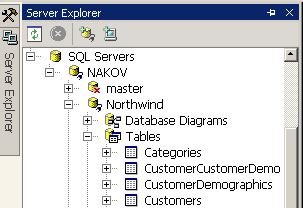 Server Explorer
Server Explorer
SQL Servers
NAKOV
master
Northwind
Database Diagrams
Tables
Categories
CustomerCustomerDemo
CustomerDemographics
Customers